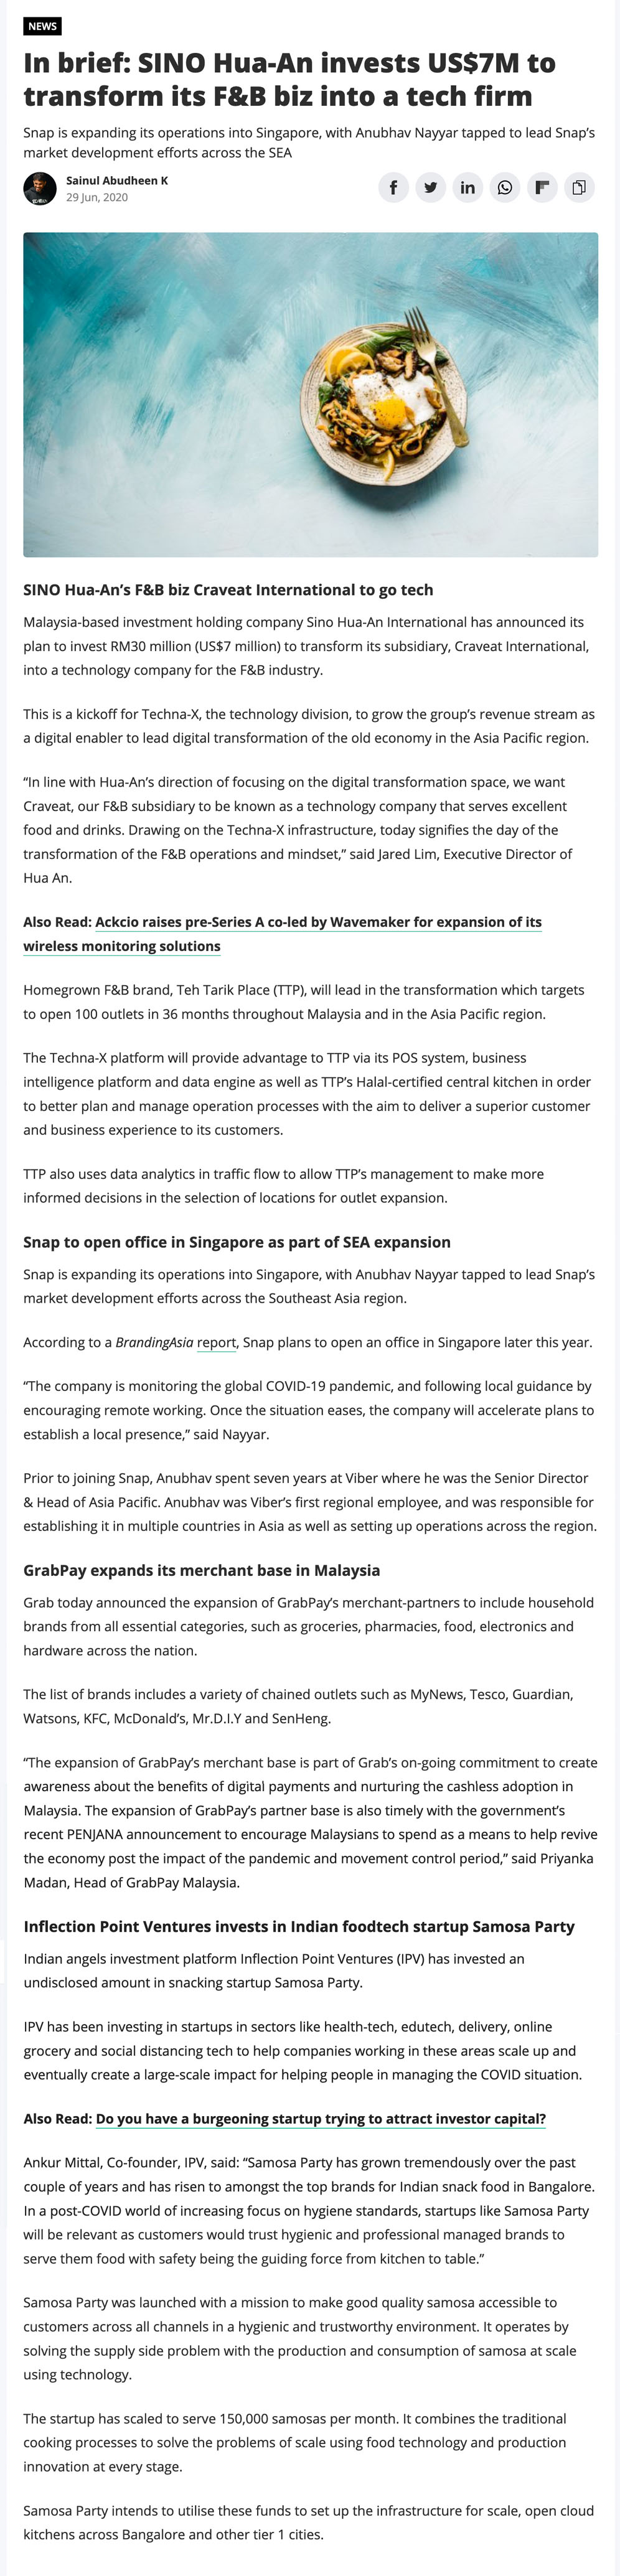 NEWS
In brief: SINO Hua-An invests US$7M to
transform its F&B biz into a tech firm
Snap is expanding its operations into Singapore, with Anubhav Nayyar tapped to lead Snap’s
market development efforts across the SEA
Sainul Abudheen K
29 Jun, 2020
SINO Hua-An’s F&B biz Craveat International to go tech
Malaysia-based investment holding company Sino Hua-An International has announced its
plan to invest RM30 million (US$7 million) to transform its subsidiary, Craveat International,
into a technology company for the F&B industry.
This is a kickoff for Techna-X, the technology division, to grow the group’s revenue stream as
a digital enabler to lead digital transformation of the old economy in the Asia Pacific region.
“In line with Hua-An’s direction of focusing on the digital transformation space, we want
Craveat, our F&B subsidiary to be known as a technology company that serves excellent
food and drinks. Drawing on the Techna-X infrastructure, today signifies the day of the
transformation of the F&B operations and mindset,” said Jared Lim, Executive Director of
Hua An.
Also Read: Ackcio raises pre-Series A co-led by Wavemaker for expansion of its
wireless monitoring solutions
Homegrown F&B brand, Teh Tarik Place (TTP), will lead in the transformation which targets
to open 100 outlets in 36 months throughout Malaysia and in the Asia Pacific region.
The Techna-X platform will provide advantage to TTP via its POS system, business
intelligence platform and data engine as well as TTP’s Halal-certified central kitchen in order
to better plan and manage operation processes with the aim to deliver a superior customer
and business experience to its customers.
TTP also uses data analytics in traffic flow to allow TTP’s management to make more
informed decisions in the selection of locations for outlet expansion.
Snap to open office in Singapore as part of SEA expansion
Snap is expanding its operations into Singapore, with Anubhav Nayyar tapped to lead Snap’s
market development efforts across the Southeast Asia region.
According to a BrandingAsia report, Snap plans to open an office in Singapore later this year.
“The company is monitoring the global COVID-19 pandemic, and following local guidance by
encouraging remote working. Once the situation eases, the company will accelerate plans to
establish a local presence,” said Nayyar.
Prior to joining Snap, Anubhav spent seven years at Viber where he was the Senior Director
& Head of Asia Pacific. Anubhav was Viber’s first regional employee, and was responsible for
establishing it in multiple countries in Asia as well as setting up operations across the region.
GrabPay expands its merchant base in Malaysia
Grab today announced the expansion of GrabPay’s merchant-partners to include household
brands from all essential categories, such as groceries, pharmacies, food, electronics and
hardware across the nation.
The list of brands includes a variety of chained outlets such as MyNews, Tesco, Guardian,
Watsons, KFC, McDonald’s, Mr.D.I.Y and SenHeng.
“The expansion of GrabPay’s merchant base is part of Grab’s on-going commitment to create
awareness about the benefits of digital payments and nurturing the cashless adoption in
Malaysia. The expansion of GrabPay’s partner base is also timely with the government’s
recent PENJANA announcement to encourage Malaysians to spend as a means to help revive
the economy post the impact of the pandemic and movement control period,” said Priyanka
Madan, Head of GrabPay Malaysia.
Inflection Point Ventures invests in Indian foodtech startup Samosa Party
Indian angels investment platform Inflection Point Ventures (IPV) has invested an
undisclosed amount in snacking startup Samosa Party.
IPV has been investing in startups in sectors like health-tech, edutech, delivery, online
grocery and social distancing tech to help companies working in these areas scale up and
eventually create a large-scale impact for helping people in managing the COVID situation.
Also Read: Do you have a burgeoning startup trying to attract investor capital?
Ankur Mittal, Co-founder, IPV, said: “Samosa Party has grown tremendously over the past
couple of years and has risen to amongst the top brands for Indian snack food in Bangalore.
In a post-COVID world of increasing focus on hygiene standards, startups like Samosa Party
will be relevant as customers would trust hygienic and professional managed brands to
serve them food with safety being the guiding force from kitchen to table.”
Samosa Party was launched with a mission to make good quality samosa accessible to
customers across all channels in a hygienic and trustworthy environment. It operates by
solving the supply side problem with the production and consumption of samosa at scale
using technology.
The startup has scaled to serve 150,000 samosas per month. It combines the traditional
cooking processes to solve the problems of scale using food technology and production
innovation at every stage.
Samosa Party intends to utilise these funds to set up the infrastructure for scale, open cloud
kitchens across Bangalore and other tier 1 cities.